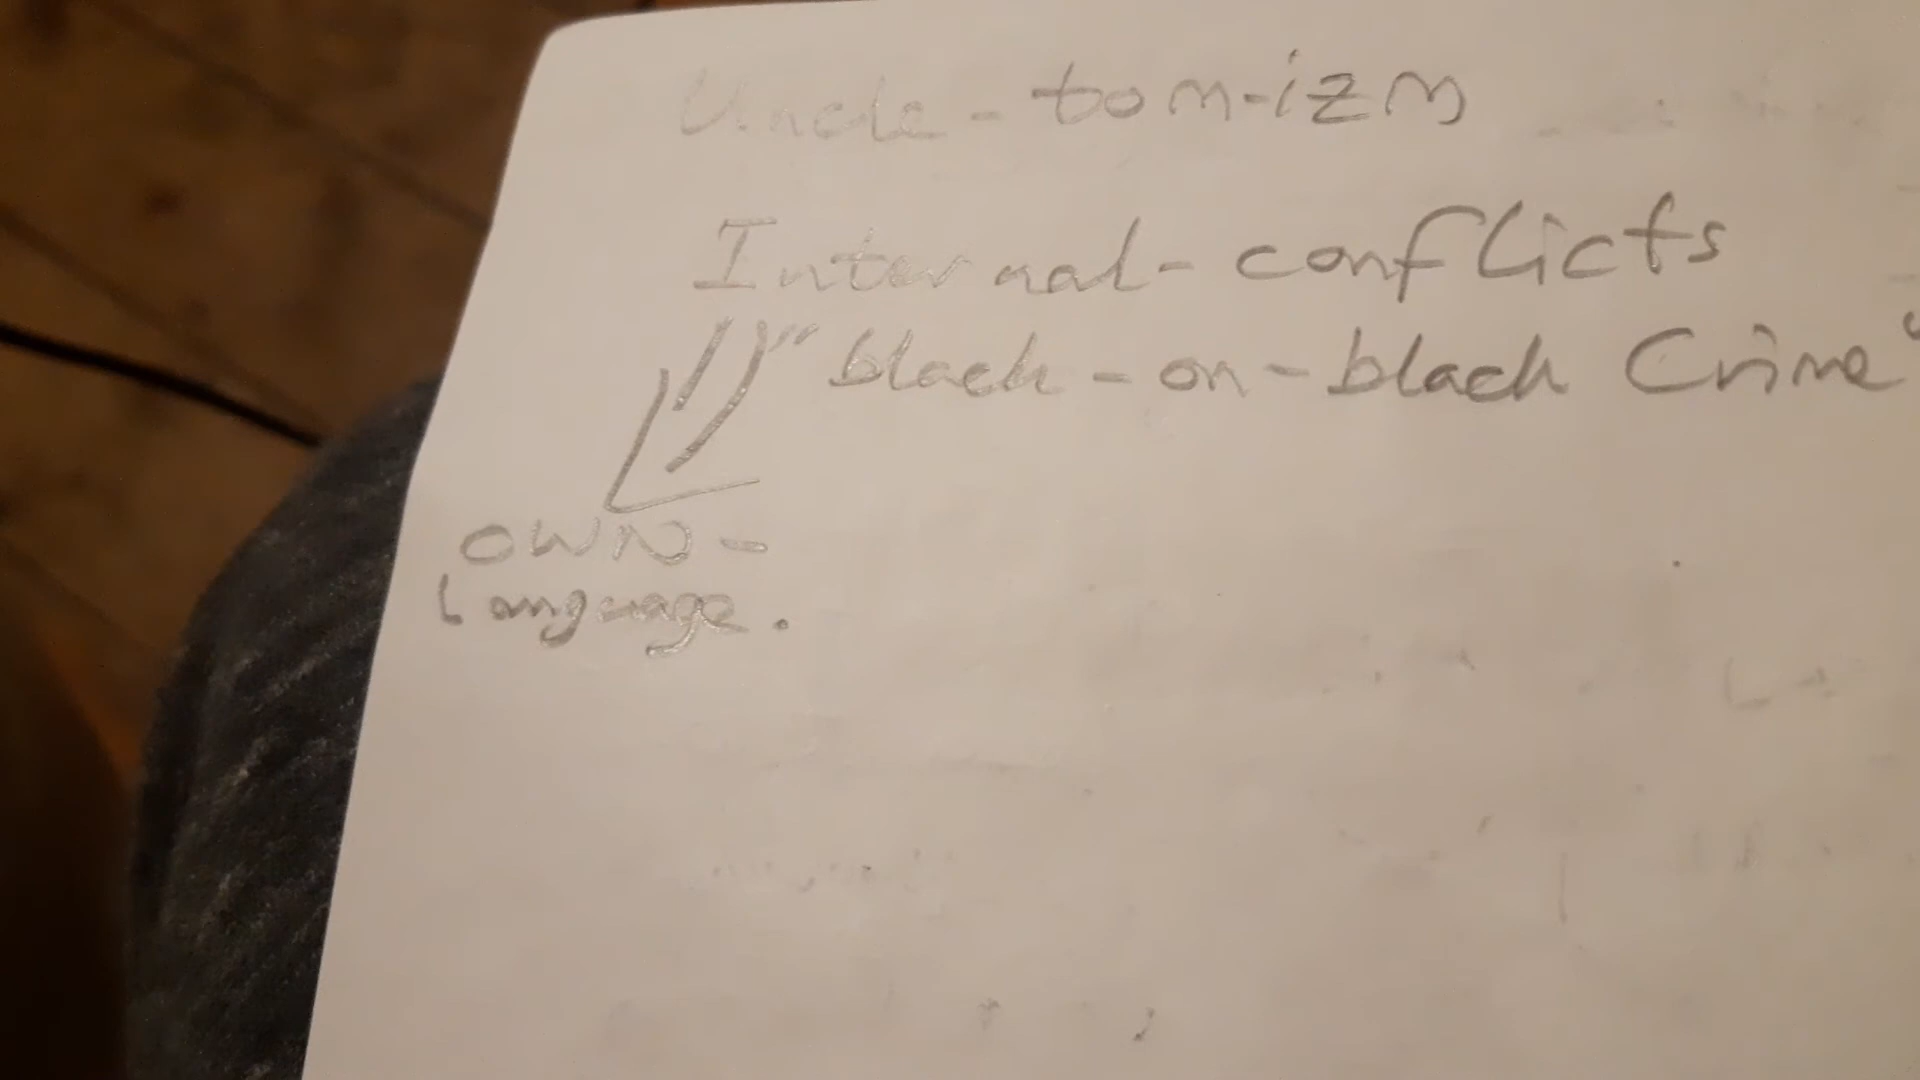 Uncle-tom-izm
Internal-conflicts
"black-on-black Crime"
own-
language.